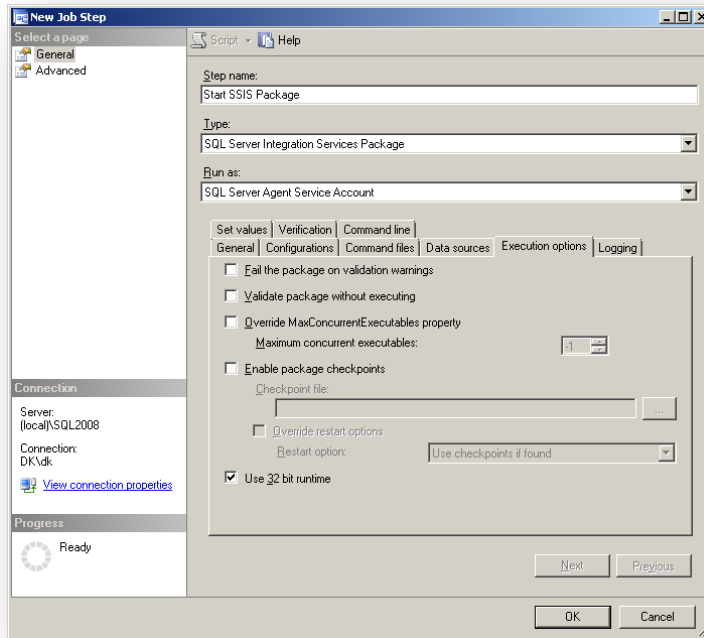 New Job Step
Select a page
General
Advanced
Script
Help
Step name:
Start SSIS Package
Type:
SQL Server Integration Services Package
Run as:
SQL Server Agent Service Account
Set values Verification Command line
General Configurations Command files Data sources Execution options Logging
Fail the package on validation warnings
Validate package without executing
Override MaxConcurrentExecutables property
Maximum concurrent executables: -1
Enable package checkpoints
Checkpoint file:
...
Override restart options
Restart option: Use checkpoints if found
Use 32 bit runtime
Connection
Server:
(local)\SQL2008
Connection:
DK\dk
View connection properties
Progress
Ready
Next Previous
OK Cancel